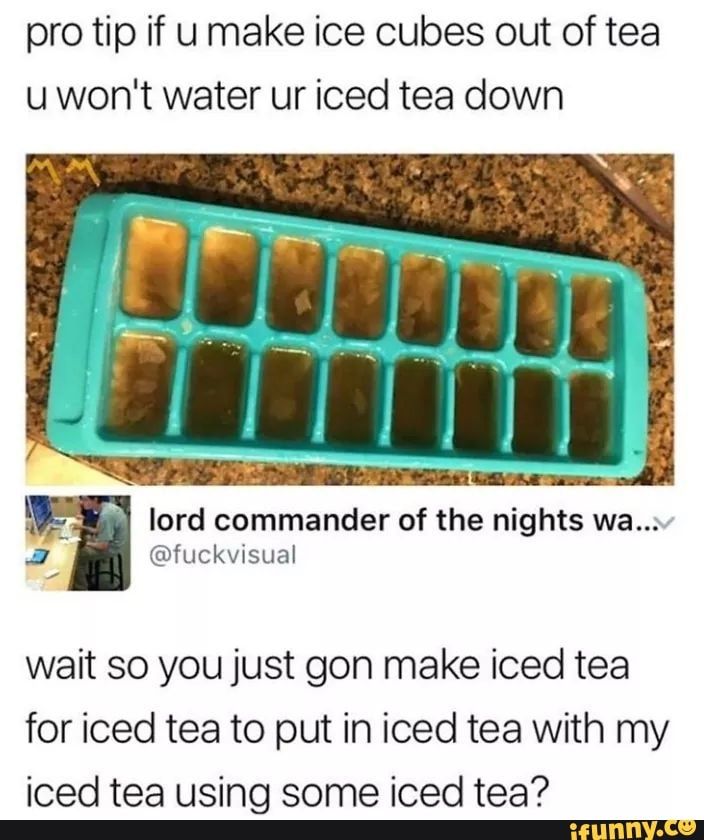 pro tip if u make ice cubes out of tea
u won't water ur iced tea down
lord commander of the nights wa...
@fuckvisual
wait so you just gon make iced tea
for iced tea to put in iced tea with my
iced tea using some iced tea?
ifunny.co